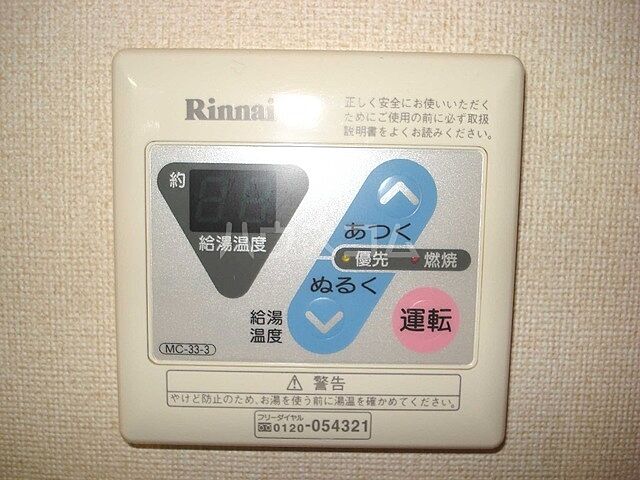 Rinnai
正しく安全にお使いいただく
ためにご使用の前に必ず取扱
説明書をよくお読みください。
約
給湯温度
あつく
優先 燃焼
ぬるく
給湯
温度
運転
MC-33-3
⚠ 警告
やけど防止のため、お湯を使う前に湯温を確かめてください。
フリーダイヤル
0120-054321